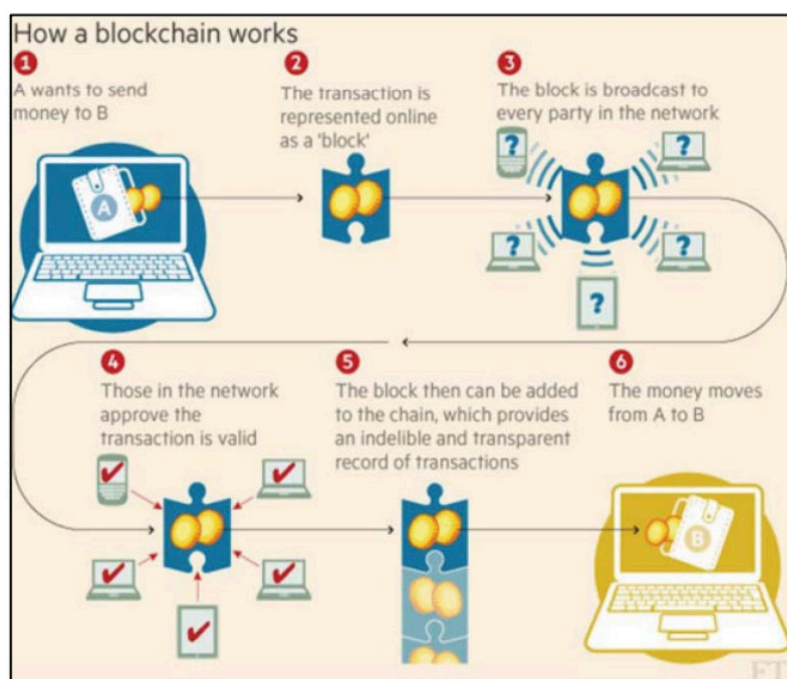 How a blockchain works
1
A wants to send
money to B
2
The transaction is
represented online
as a 'block'
3
The block is broadcast to
every party in the network
A
?
?
?
?
?
4
Those in the network
approve the
transaction is valid
5
The block then can be added
to the chain, which provides
an indelible and transparent
record of transactions
6
The money moves
from A to B
B
FT